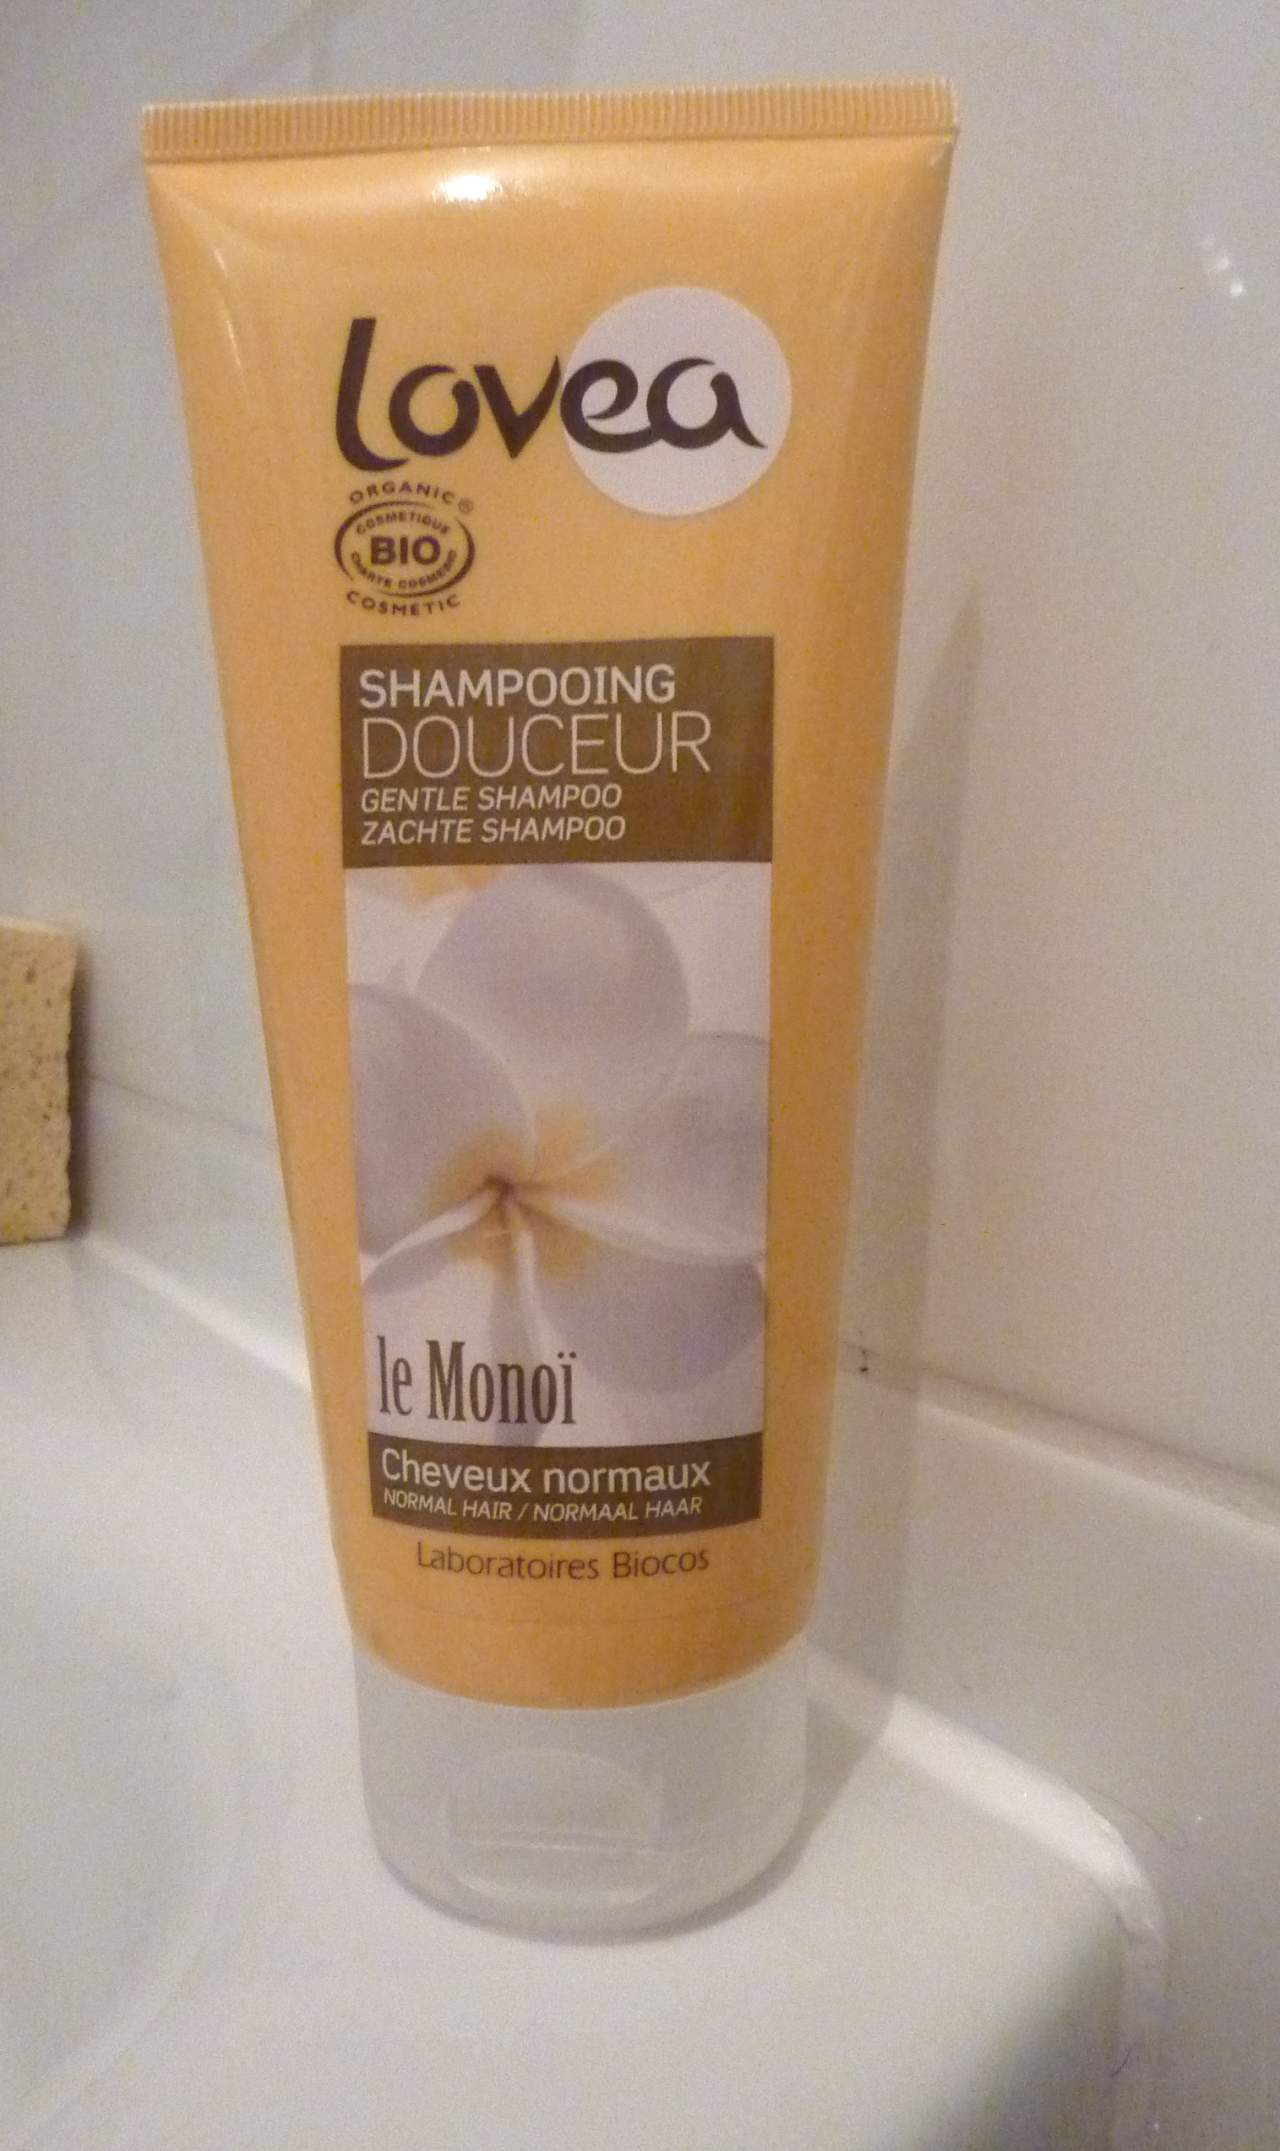 lovea
ORGANIC®
COSMETIQUE
BIO
CHARTE COSMEBIO
COSMETIC
SHAMPOOING
DOUCEUR
GENTLE SHAMPOO
ZACHTE SHAMPOO
le Monoï
Cheveux normaux
NORMAL HAIR / NORMAAL HAAR
Laboratoires Biocos